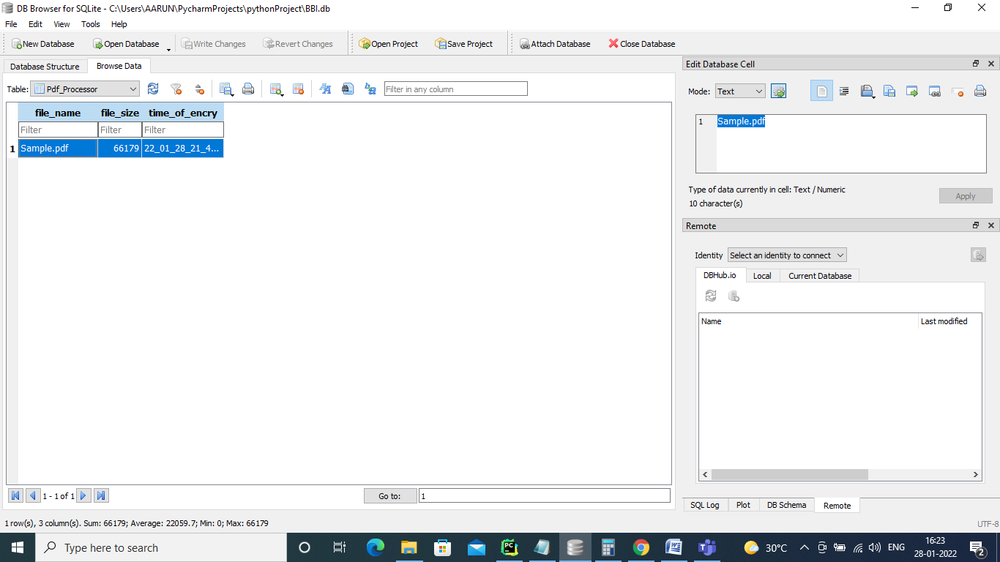 DB Browser for SQLite - C:\Users\AARUN\PycharmProjects\pythonProject\BBI.db
File Edit View Tools Help
New Database Open Database Write Changes Revert Changes Open Project Save Project Attach Database Close Database
Database Structure Browse Data
Table: Pdf_Processor Filter in any column
file_name file_size time_of_encry
Filter Filter Filter
1 Sample.pdf 66179 22_01_28_21_4...
1 - 1 of 1 Go to: 1
Edit Database Cell
Mode: Text
1 Sample.pdf
Type of data currently in cell: Text / Numeric
10 character(s)
Apply
Remote
Identity Select an identity to connect
DBHub.io Local Current Database
Name Last modified
SQL Log Plot DB Schema Remote
1 row(s), 3 column(s). Sum: 66179; Average: 22059.7; Min: 0; Max: 66179
UTF-8
Type here to search
30°C ENG
16:23
28-01-2022
2